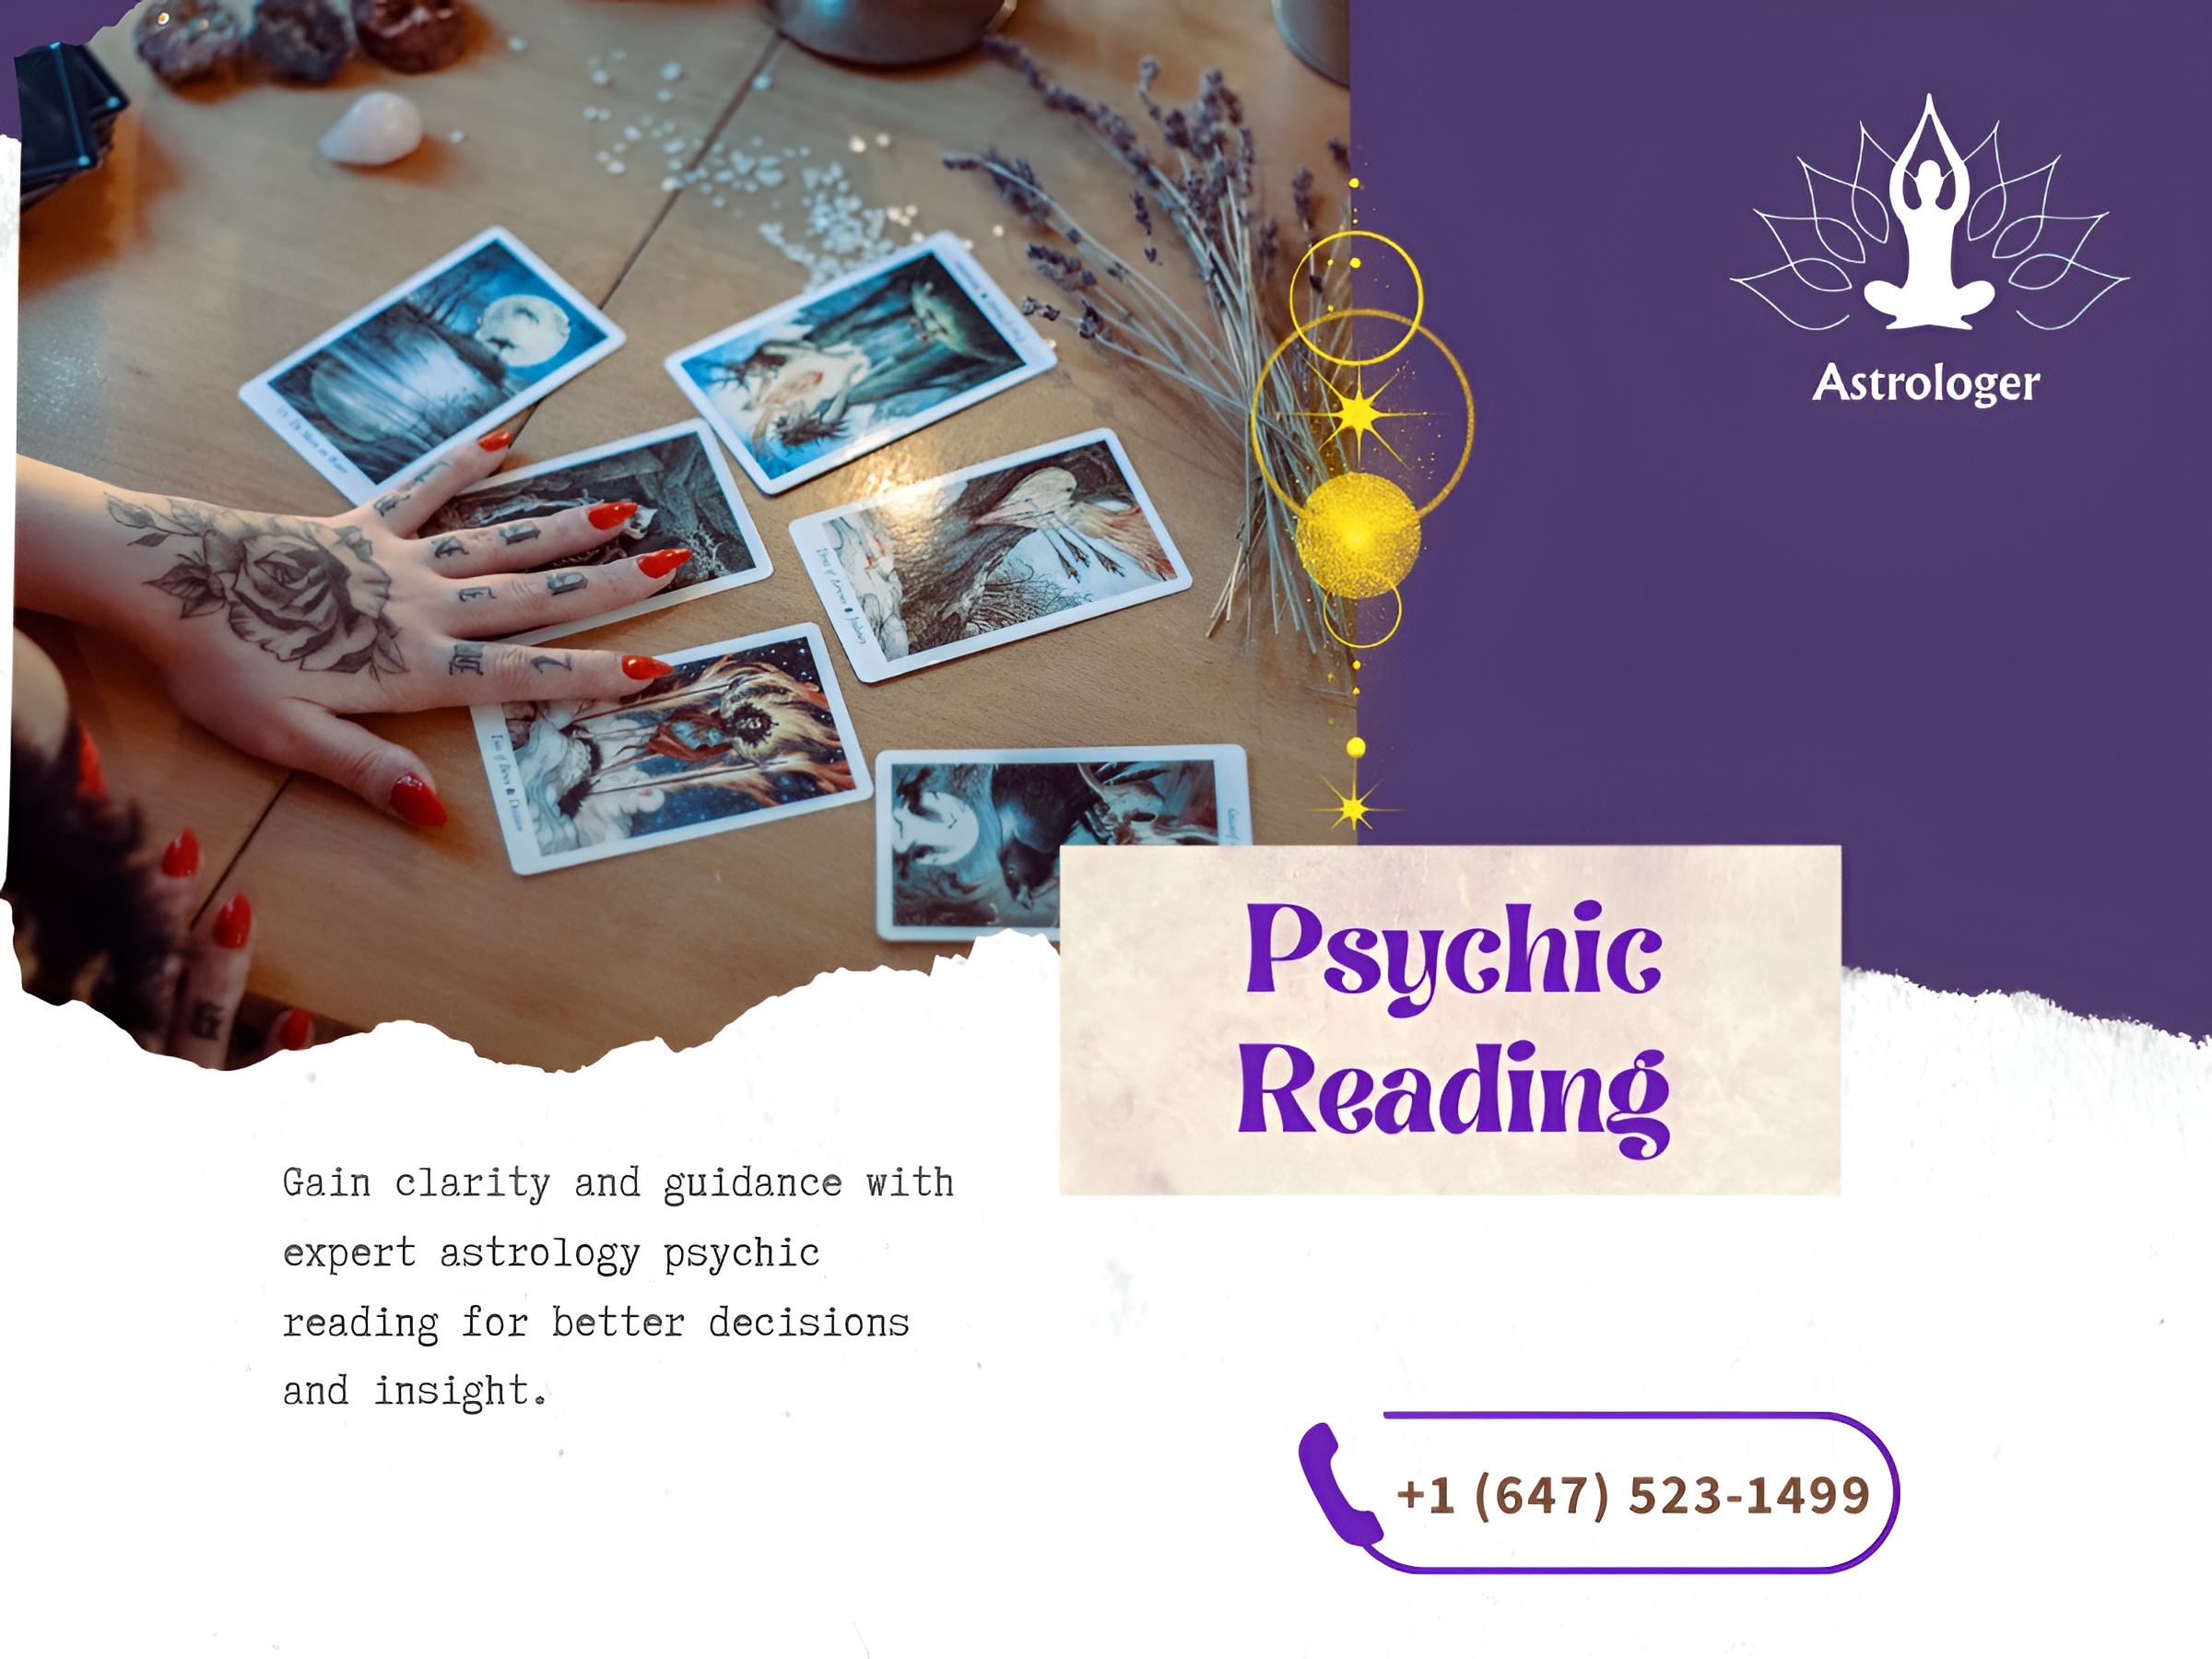 Astrologer
Psychic
Reading
Gain clarity and guidance with
expert astrology psychic
reading for better decisions
and insight.
+1 (647) 523-1499